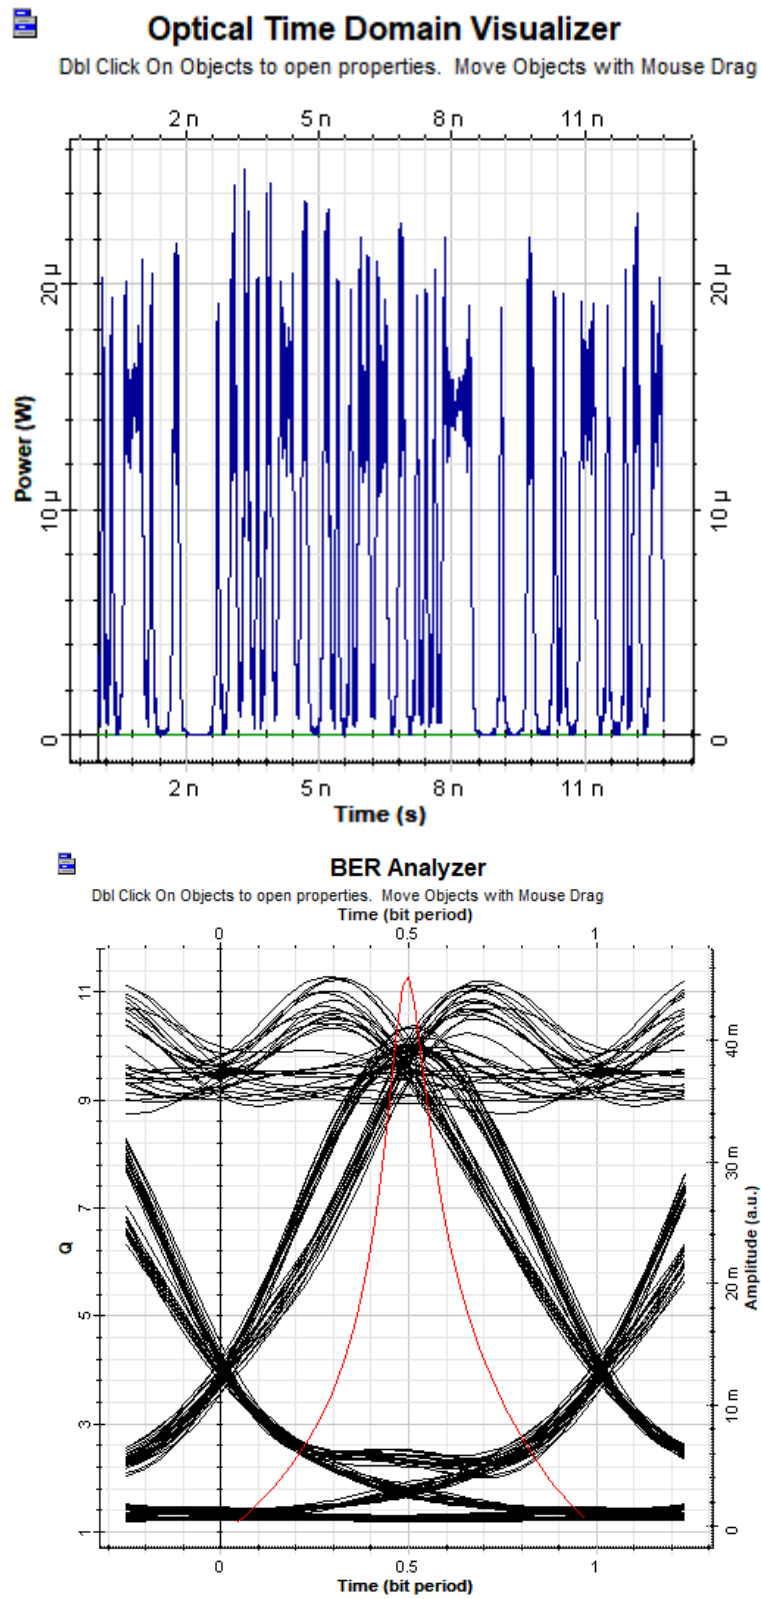 Optical Time Domain Visualizer
Dbl Click On Objects to open properties. Move Objects with Mouse Drag
2 n 5 n 8 n 11 n
20 µ 20 µ
Power (W)
10 µ 10 µ
0 0
2 n 5 n 8 n 11 n
Time (s)
BER Analyzer
Dbl Click On Objects to open properties. Move Objects with Mouse Drag
Time (bit period)
0 0.5 1
11
40 m
9
30 m
7
Q
Amplitude (a.u.)
20 m
5
10 m
3
1 0
0 0.5 1
Time (bit period)